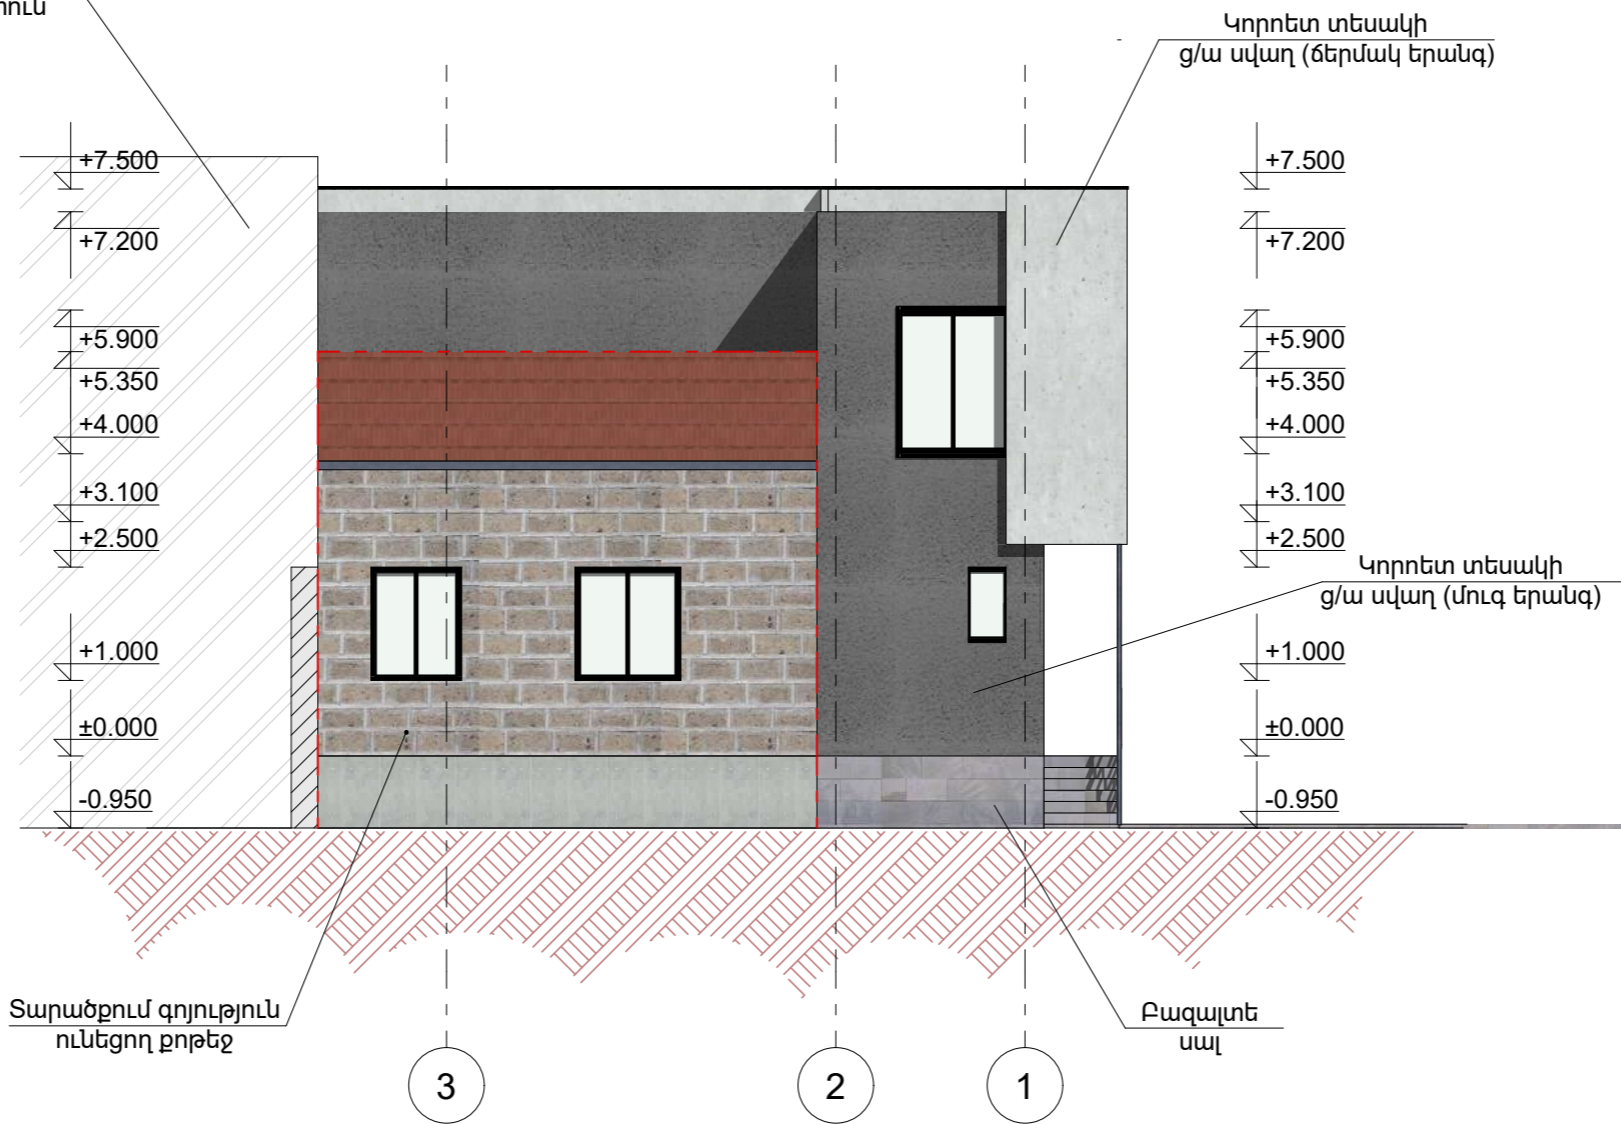 Կորոետ տեսակի
ց/ա սվաղ (ճերմակ երանգ)
+7.500
+7.200
+5.900
+5.350
+4.000
+3.100
+2.500
+1.000
±0.000
-0.950
+7.500
+7.200
+5.900
+5.350
+4.000
+3.100
+2.500
+1.000
±0.000
-0.950
Կորոետ տեսակի
ց/ա սվաղ (մուգ երանգ)
Տարածքում գոյություն
ունեցող քոթեջ
Բազալտե
սալ
3
2
1